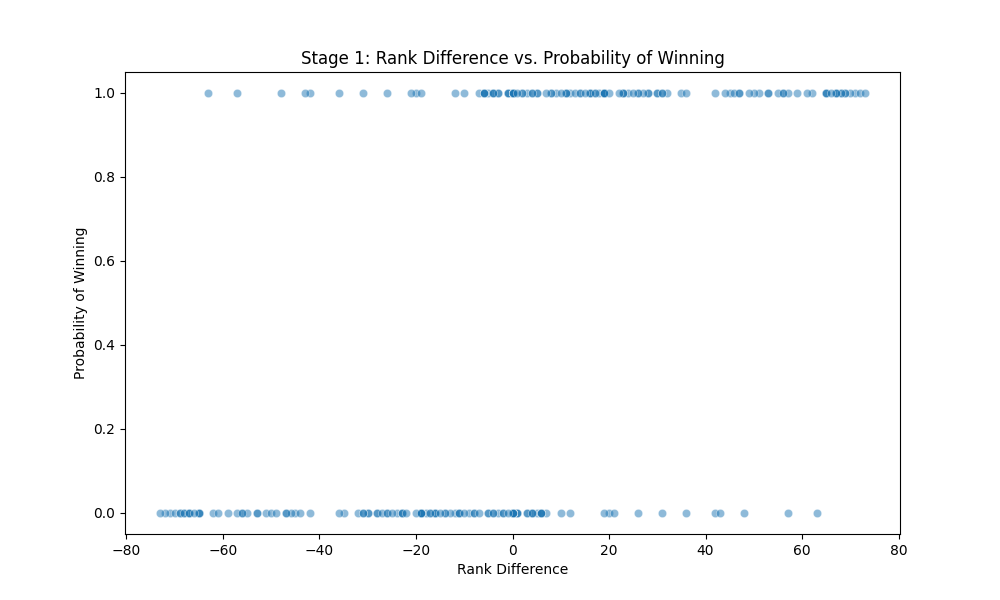 Stage 1: Rank Difference vs. Probability of Winning
Probability of Winning
1.0
0.8
0.6
0.4
0.2
0.0
−80 −60 −40 −20 0 20 40 60 80
Rank Difference